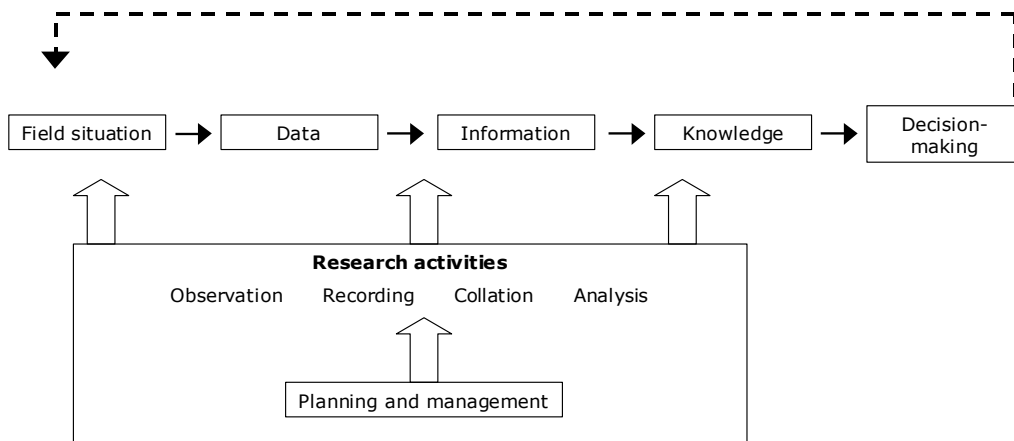 Field situation
Data
Information
Knowledge
Decision-
making
Research activities
Observation Recording Collation Analysis
Planning and management